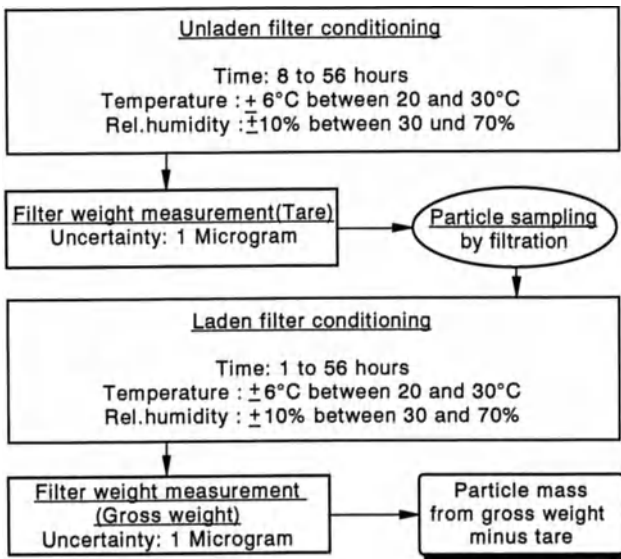 Unladen filter conditioning
Time: 8 to 56 hours
Temperature : ± 6°C between 20 and 30°C
Rel.humidity : ±10% between 30 und 70%
Filter weight measurement(Tare)
Uncertainty: 1 Microgram
Particle sampling
by filtration
Laden filter conditioning
Time: 1 to 56 hours
Temperature : ±6°C between 20 and 30°C
Rel.humidity : ±10% between 30 and 70%
Filter weight measurement
(Gross weight)
Uncertainty: 1 Microgram
Particle mass
from gross weight
minus tare